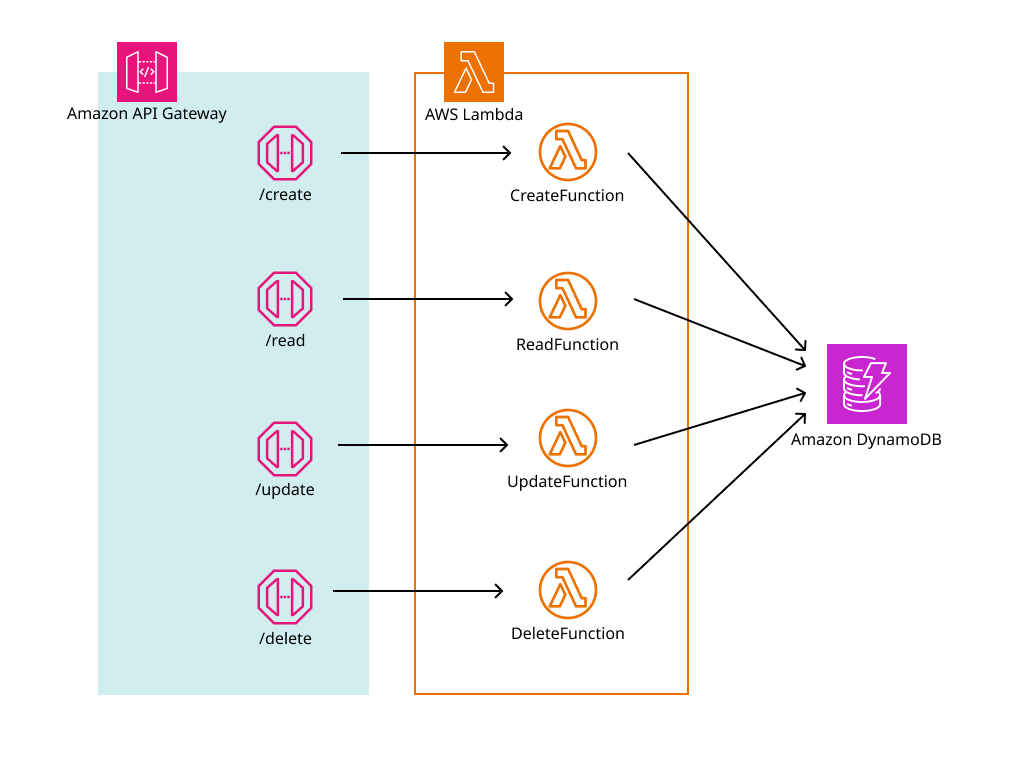 Amazon API Gateway
AWS Lambda
/create
CreateFunction
/read
ReadFunction
Amazon DynamoDB
/update
UpdateFunction
/delete
DeleteFunction